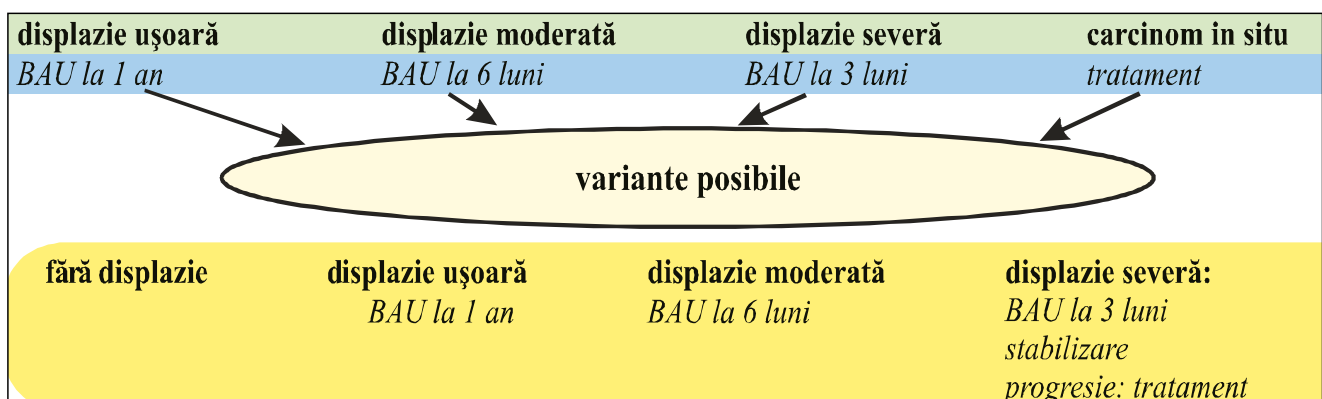 displazie uşoară displazie moderată displazie severă carcinom in situ
BAU la 1 an BAU la 6 luni BAU la 3 luni tratament
variante posibile
fără displazie displazie uşoară displazie moderată displazie severă:
BAU la 1 an BAU la 6 luni BAU la 3 luni
stabilizare
progresie: tratament